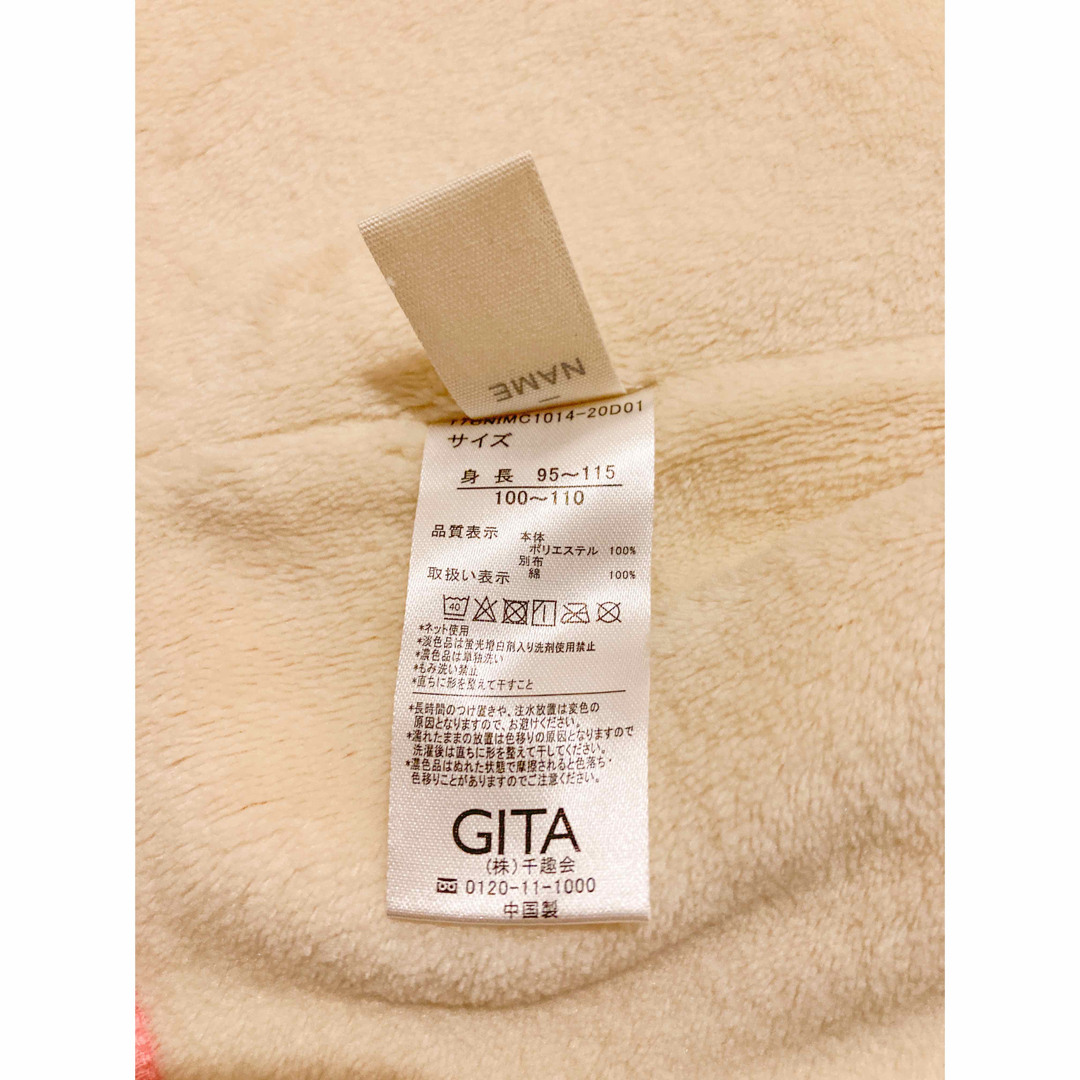 NAME
1014-20D01
サイズ
身長 95〜115
100〜110
品質表示 本体
ポリエステル 100%
別布
取扱い表示 綿 100%
40
*ネット使用
*淡色品は蛍光増白剤入り洗剤使用禁止
*濃色品は単独洗い
*もみ洗い禁止
*直ちに形を整えて干すこと
*長時間のつけ置きや、注水放置は変色の
原因となりますので、お避けください。
*濡れたままの放置は色移りの原因となりますので
洗濯後は直ちに形を整えて干してください。
*濃色品はぬれた状態で摩擦されると色落ち・
色移りことがありますのでご注意ください。
GITA
(株)千趣会
0120-11-1000
中国製